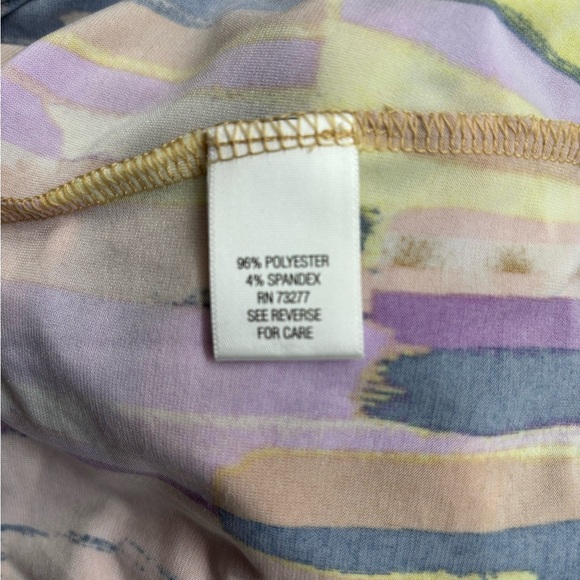 96% POLYESTER
4% SPANDEX
RN 73277
SEE REVERSE
FOR CARE